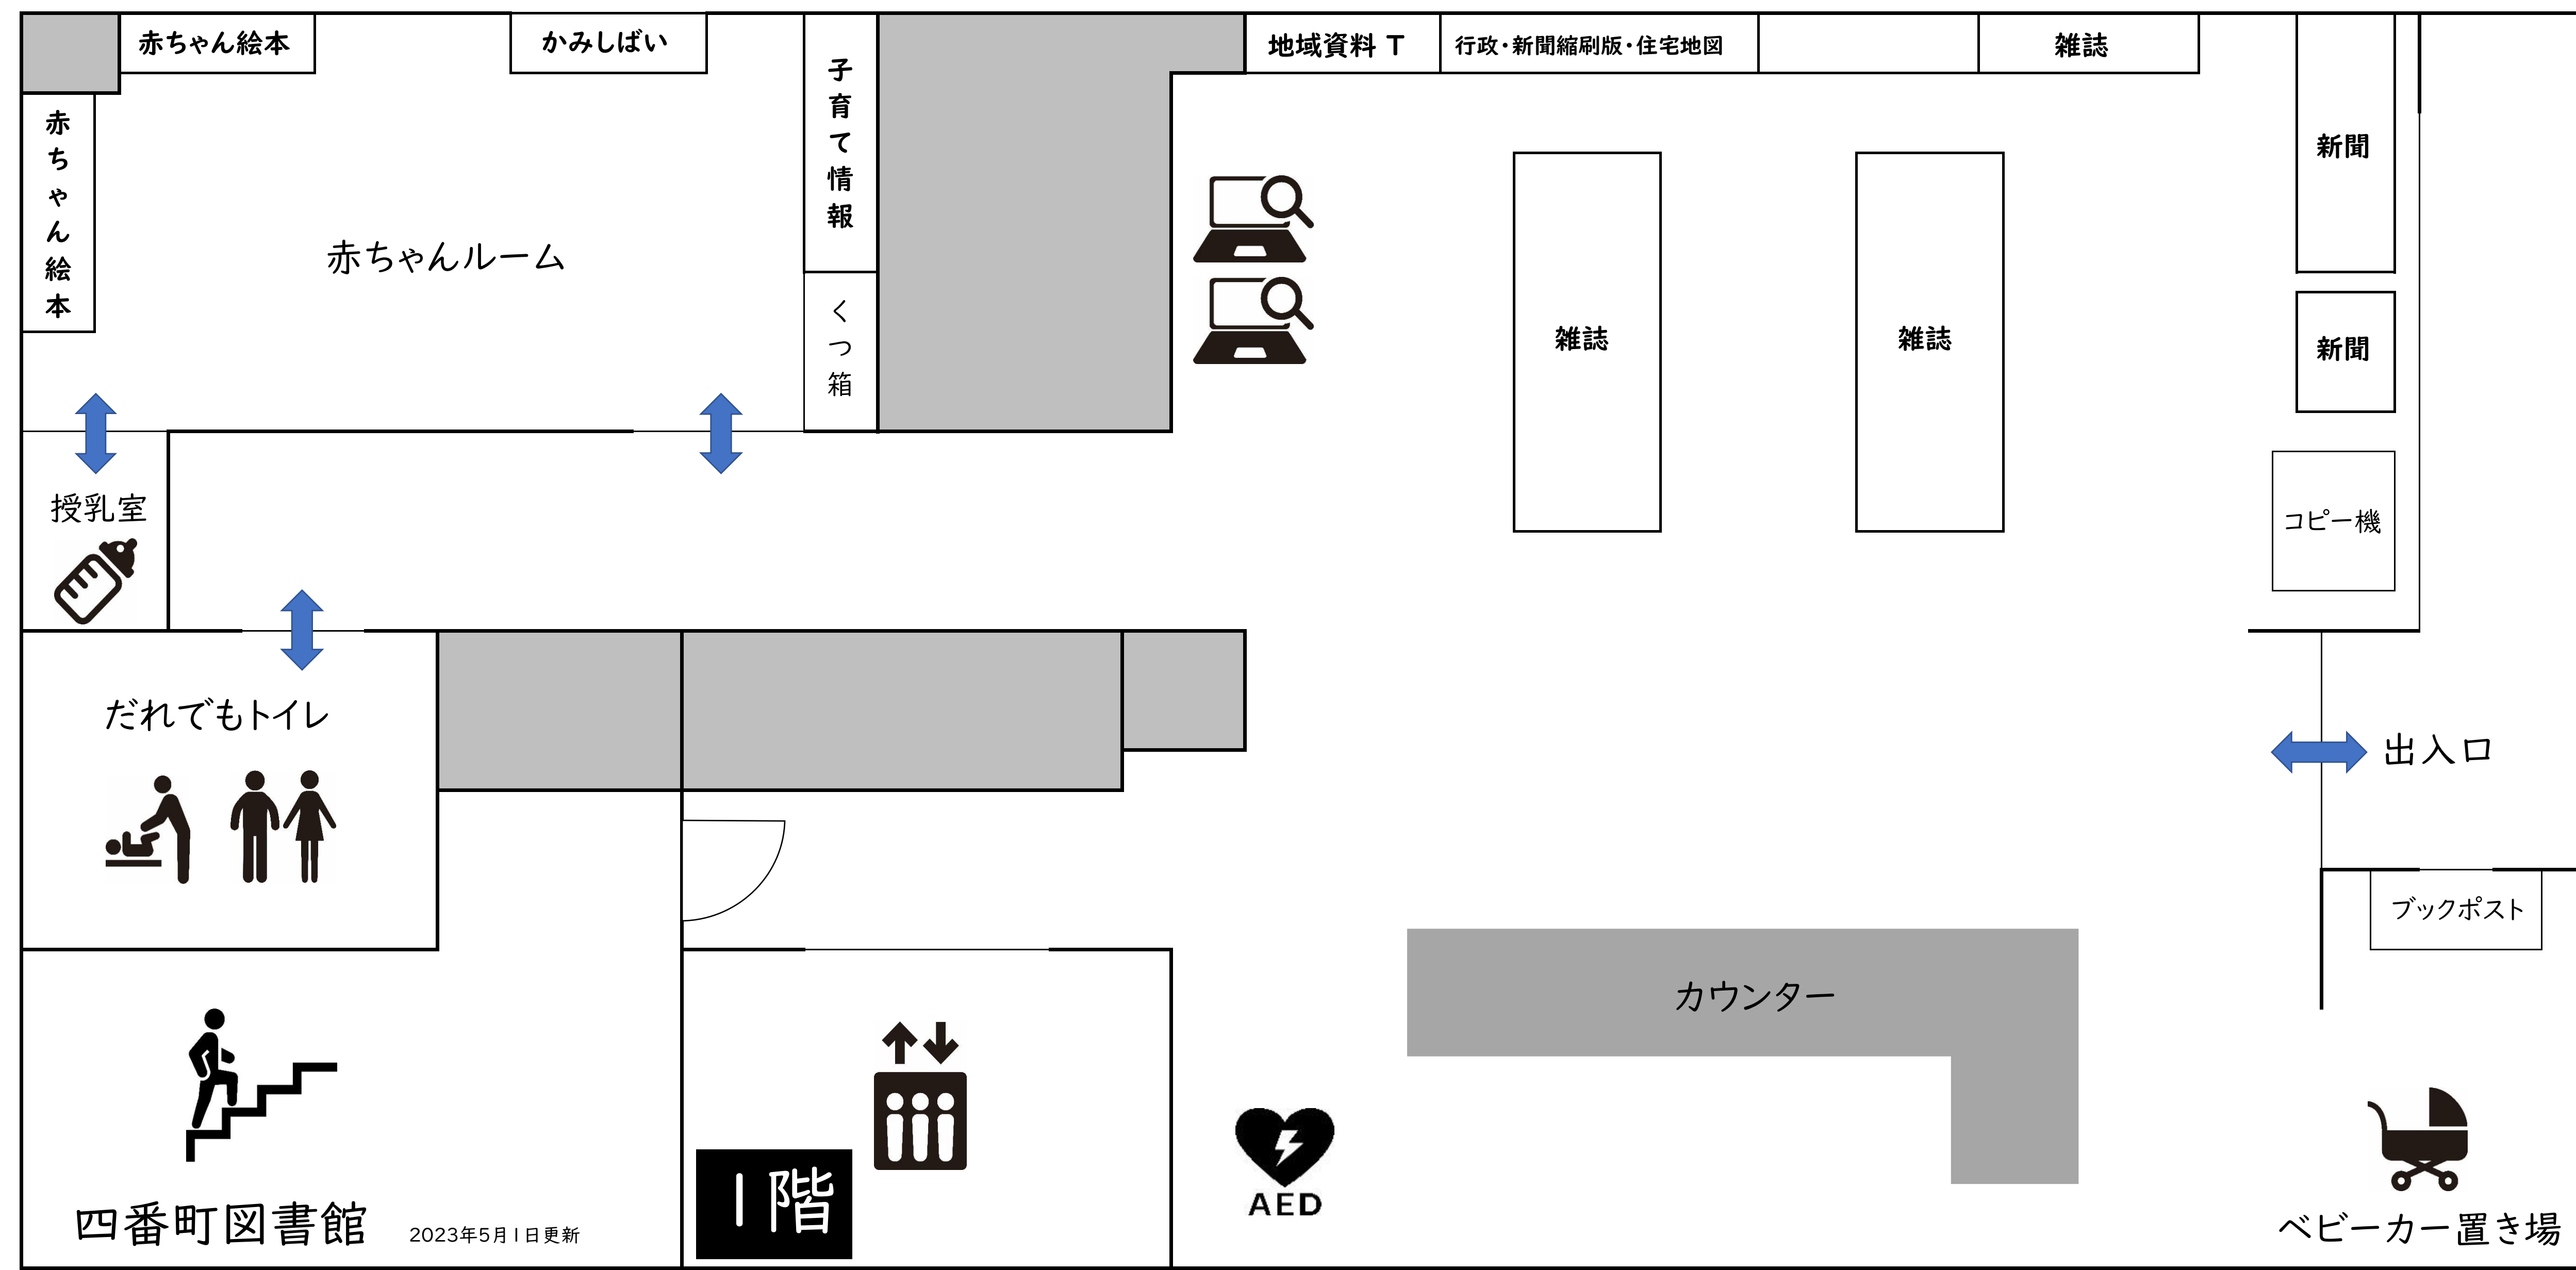 赤ちゃん絵本
かみしばい
子育て情報
地域資料 T
行政・新聞縮刷版・住宅地図
雑誌
新聞
赤ちゃん絵本
赤ちゃんルーム
くつ箱
雑誌
雑誌
新聞
授乳室
コピー機
だれでもトイレ
出入口
ブックポスト
カウンター
AED
1階
四番町図書館
2023年5月1日更新
ベビーカー置き場